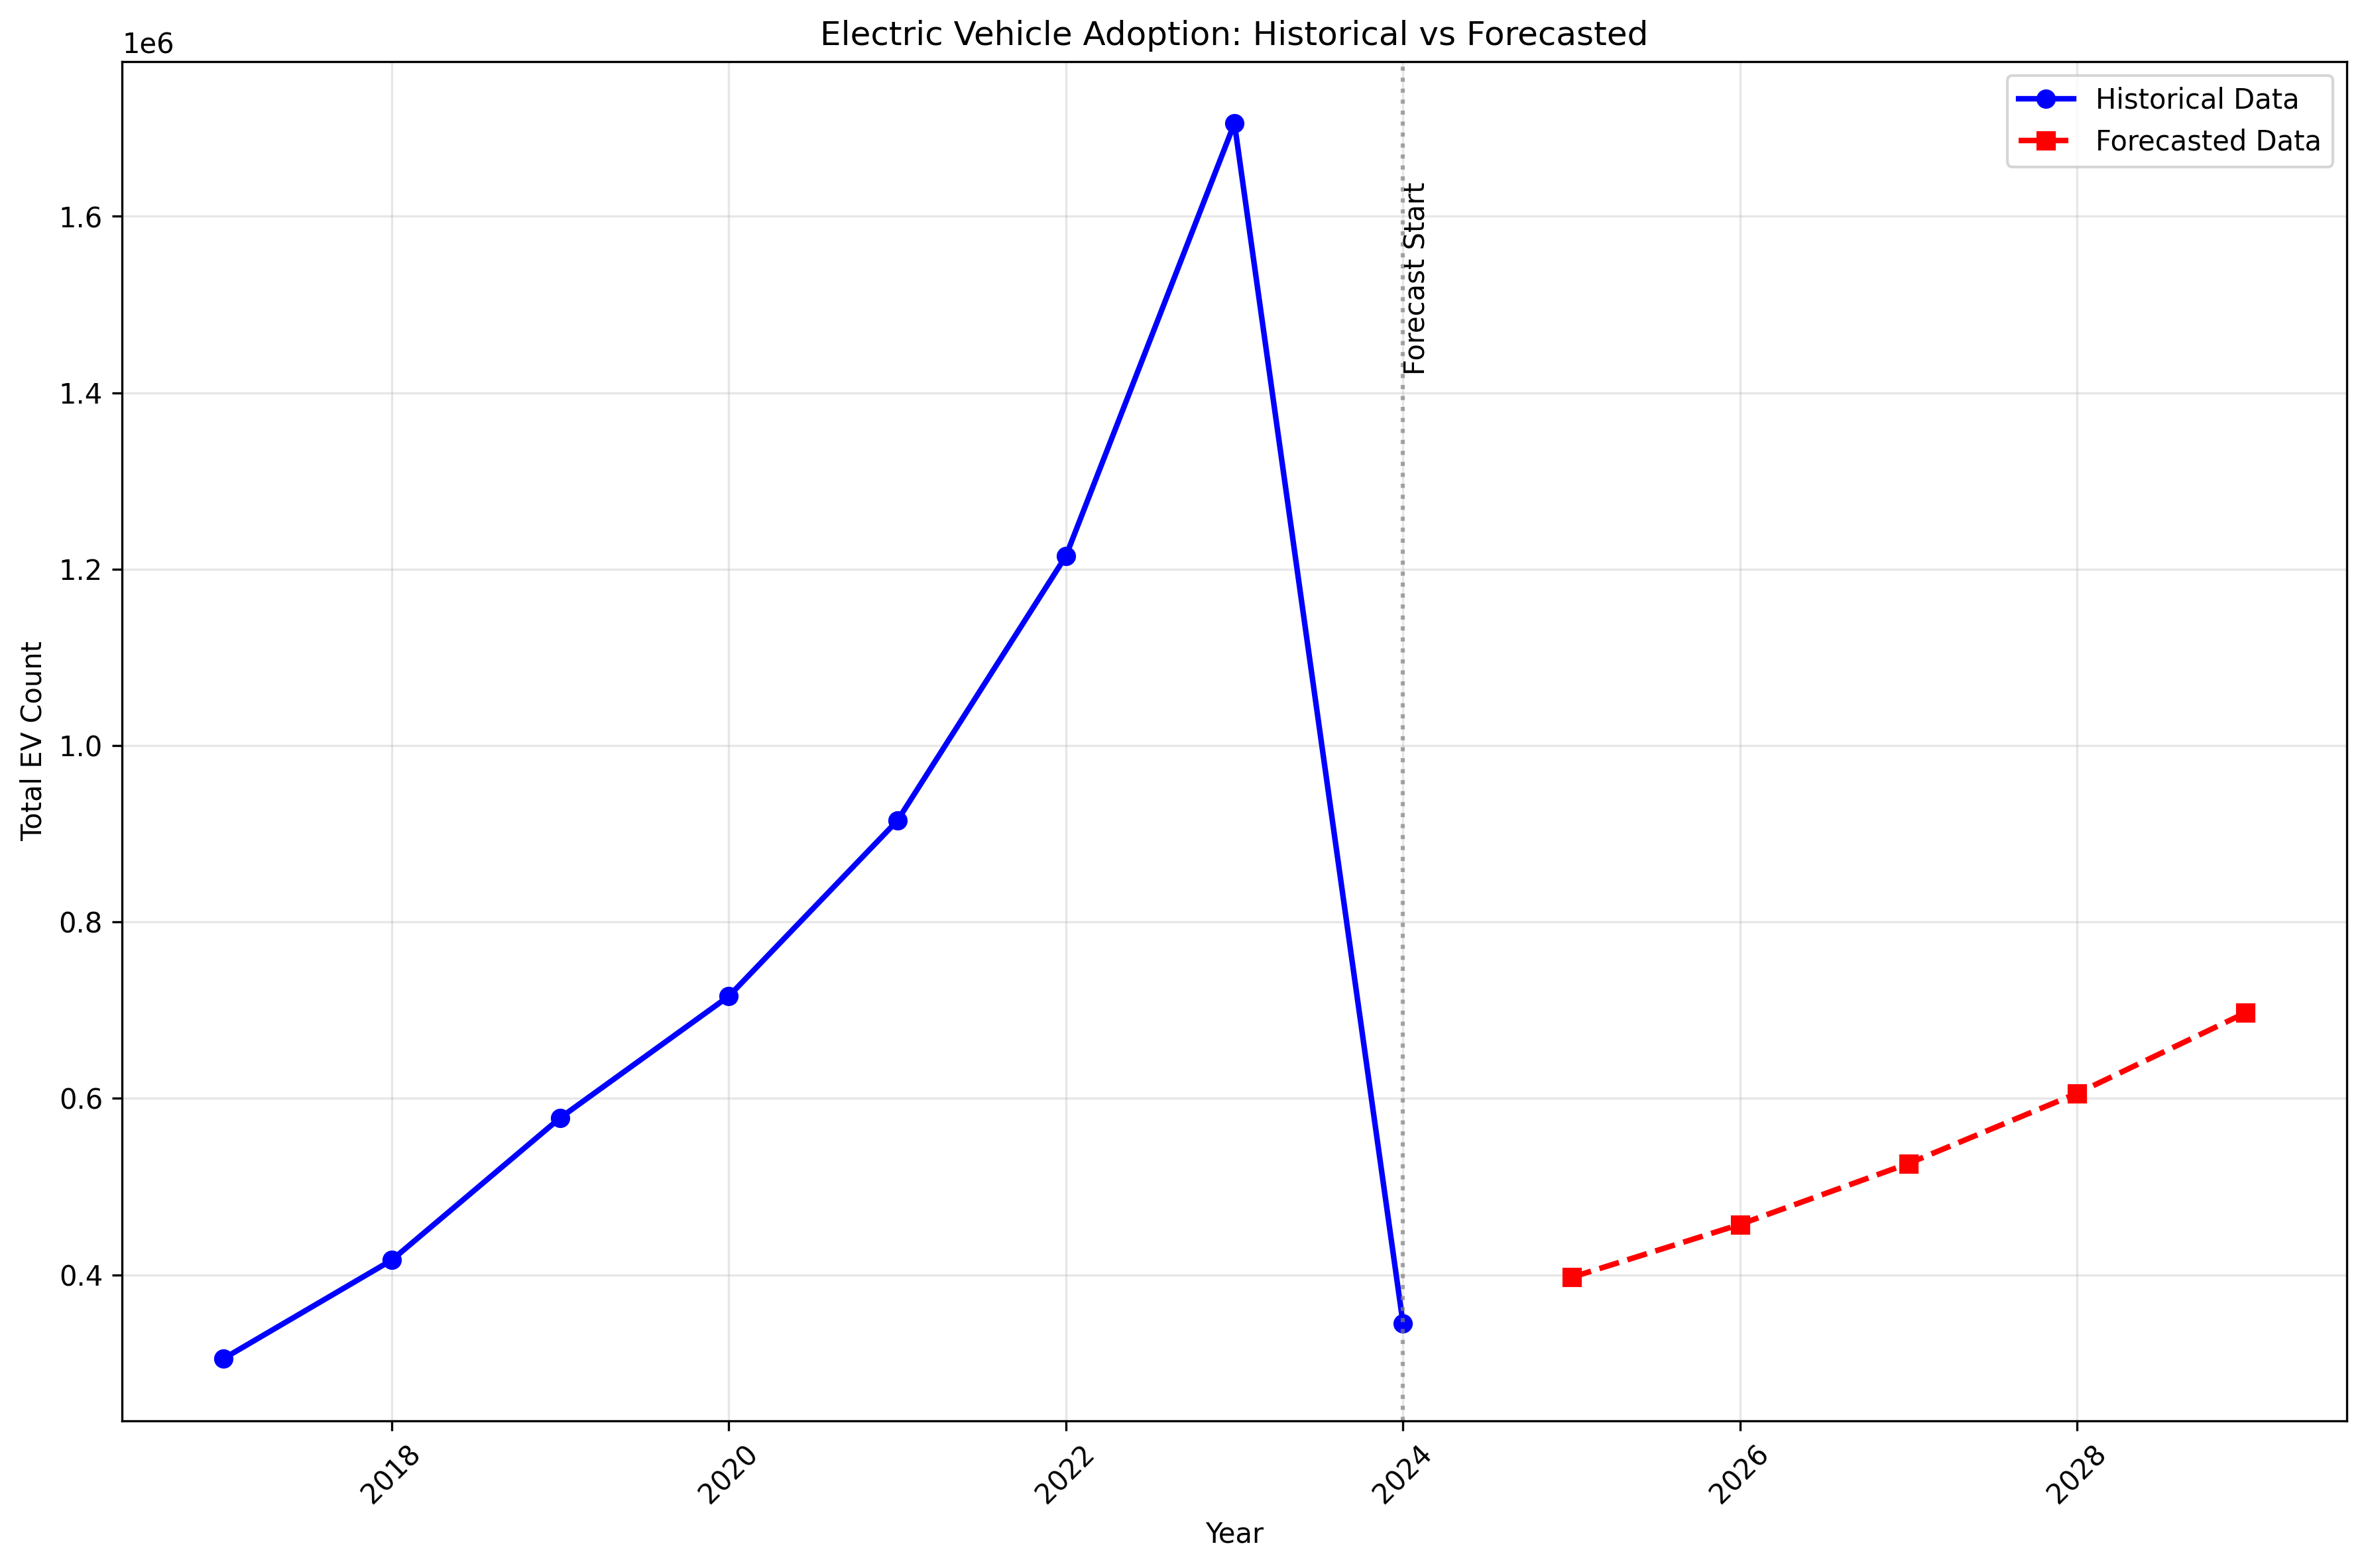 Electric Vehicle Adoption: Historical vs Forecasted
1e6
Historical Data
Forecasted Data
Forecast Start
Total EV Count
1.6
1.4
1.2
1.0
0.8
0.6
0.4
2018
2020
2022
2024
2026
2028
Year